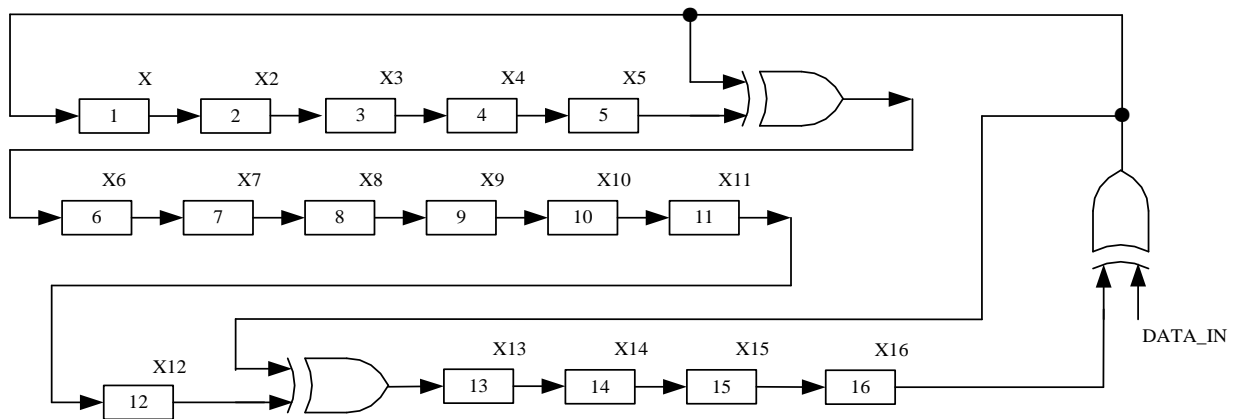 X X2 X3 X4 X5
1 2 3 4 5
X6 X7 X8 X9 X10 X11
6 7 8 9 10 11
DATA_IN
X12 X13 X14 X15 X16
12 13 14 15 16